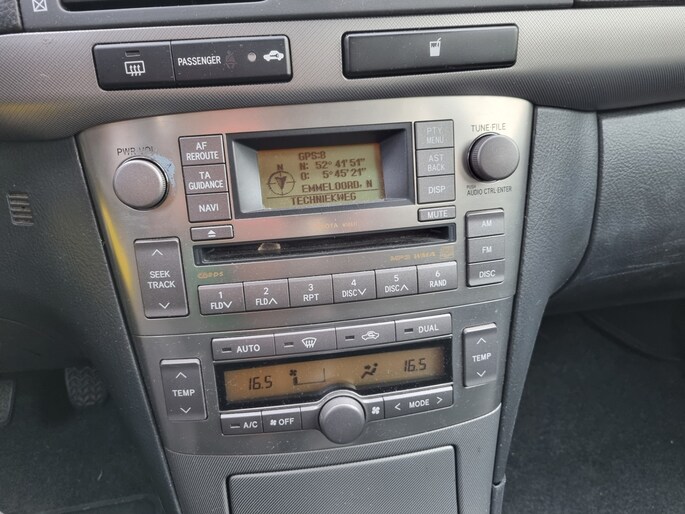 PASSENGER
PWR·VOL
AF
REROUTE
TA
GUIDANCE
NAVI
GPS:8
N
N: 52° 41'51"
O: 5° 45'21"
EMMELOORD, N
TECHNIEKWEG
PTY
MENU
AST
BACK
DISP
MUTE
TUNE·FILE
PUSH
AUDIO CTRL·ENTER
AM
FM
DISC
SEEK
TRACK
1
FLD
2
FLD
3
RPT
4
DISC
5
DISC
6
RAND
AUTO
DUAL
TEMP
16.5
16.5
TEMP
A/C
OFF
< MODE >